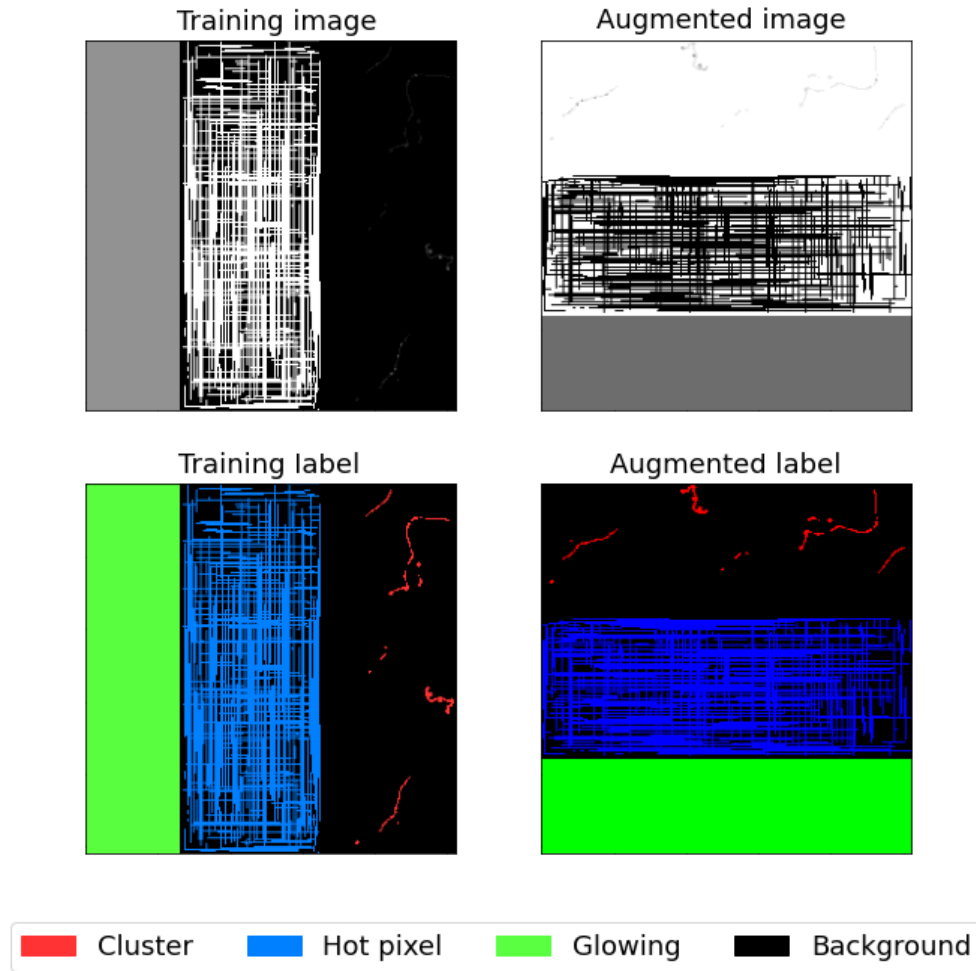 Training image
Augmented image
Training label
Augmented label
Cluster
Hot pixel
Glowing
Background